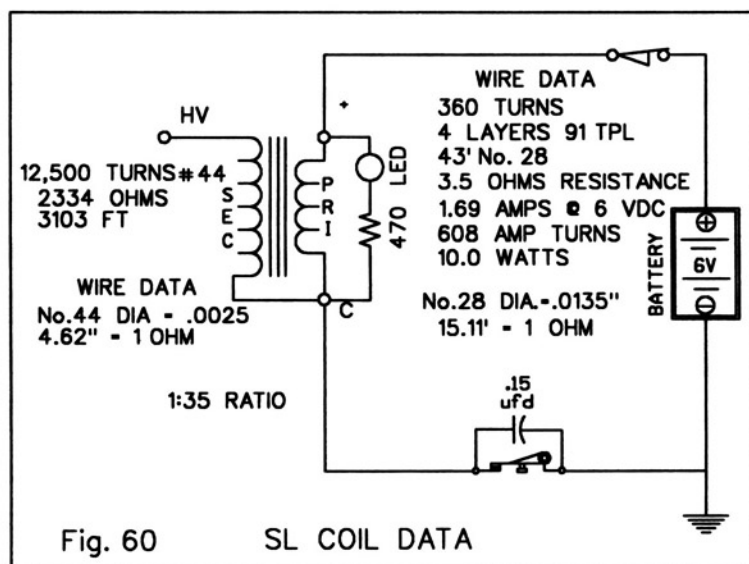 WIRE DATA
360 TURNS
4 LAYERS 91 TPL
43' No. 28
3.5 OHMS RESISTANCE
1.69 AMPS @ 6 VDC
608 AMP TURNS
10.0 WATTS
No.28 DIA.=.0135"
15.11' = 1 OHM
HV
+
12,500 TURNS #44
2334 OHMS
3103 FT
SEC
PRI
LED
470
WIRE DATA
No.44 DIA = .0025
4.62" = 1 OHM
C
BATTERY
+
6V
-
1:35 RATIO
.15
ufd
Fig. 60
SL COIL DATA